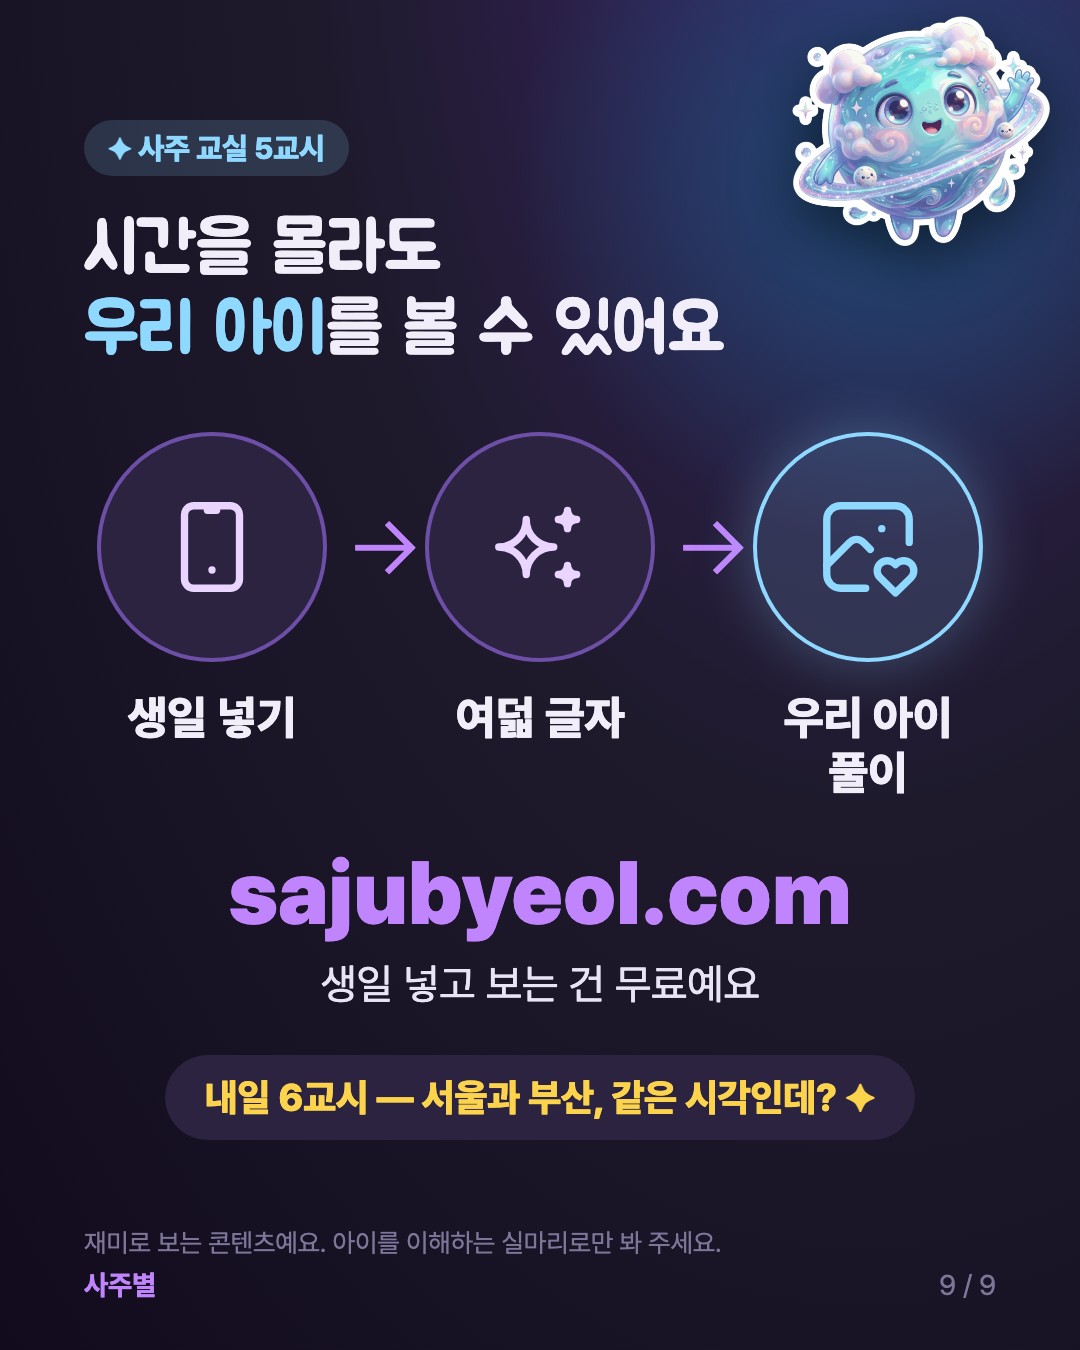 ✦ 사주 교실 5교시
시간을 몰라도
우리 아이를 볼 수 있어요
생일 넣기
여덟 글자
우리 아이
풀이
sajubyeol.com
생일 넣고 보는 건 무료예요
내일 6교시 — 서울과 부산, 같은 시각인데? ✦
재미로 보는 콘텐츠예요. 아이를 이해하는 실마리로만 봐 주세요.
사주별
9 / 9